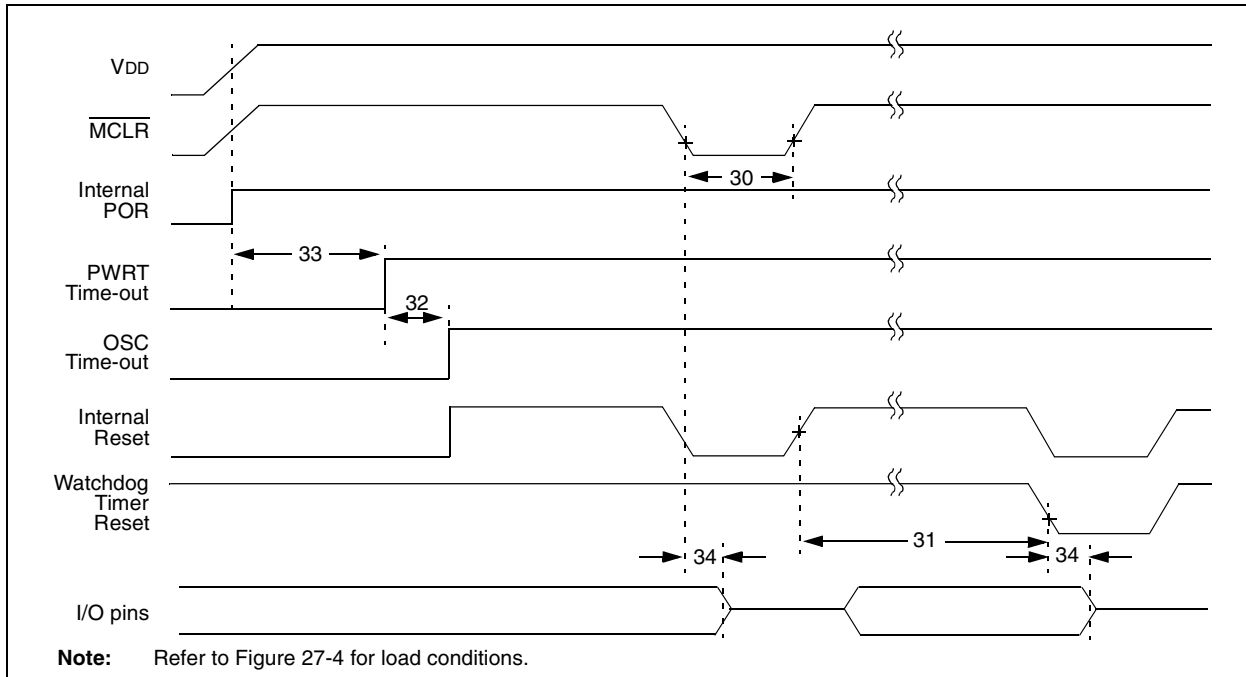 VDD
MCLR
30
Internal
POR
33
PWRT
Time-out
32
OSC
Time-out
Internal
Reset
Watchdog
Timer
Reset
31
34
34
I/O pins
Note: Refer to Figure 27-4 for load conditions.